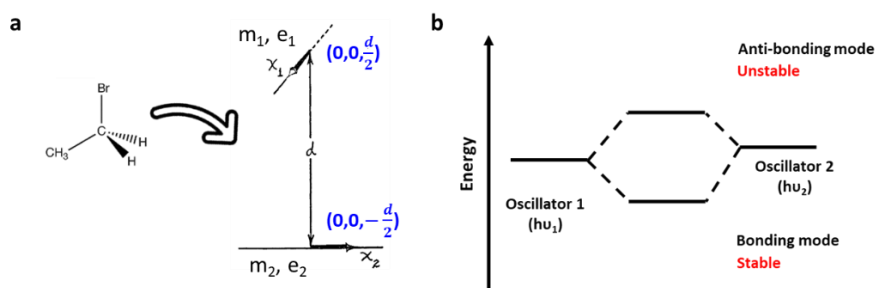 a
Br
C
H
H
CH₃
m₁, e₁
(0,0,d/2)
χ₁
d
(0,0,−d/2)
χ₂
m₂, e₂
b
Energy
Anti-bonding mode
Unstable
Oscillator 1
(hυ₁)
Oscillator 2
(hυ₂)
Bonding mode
Stable